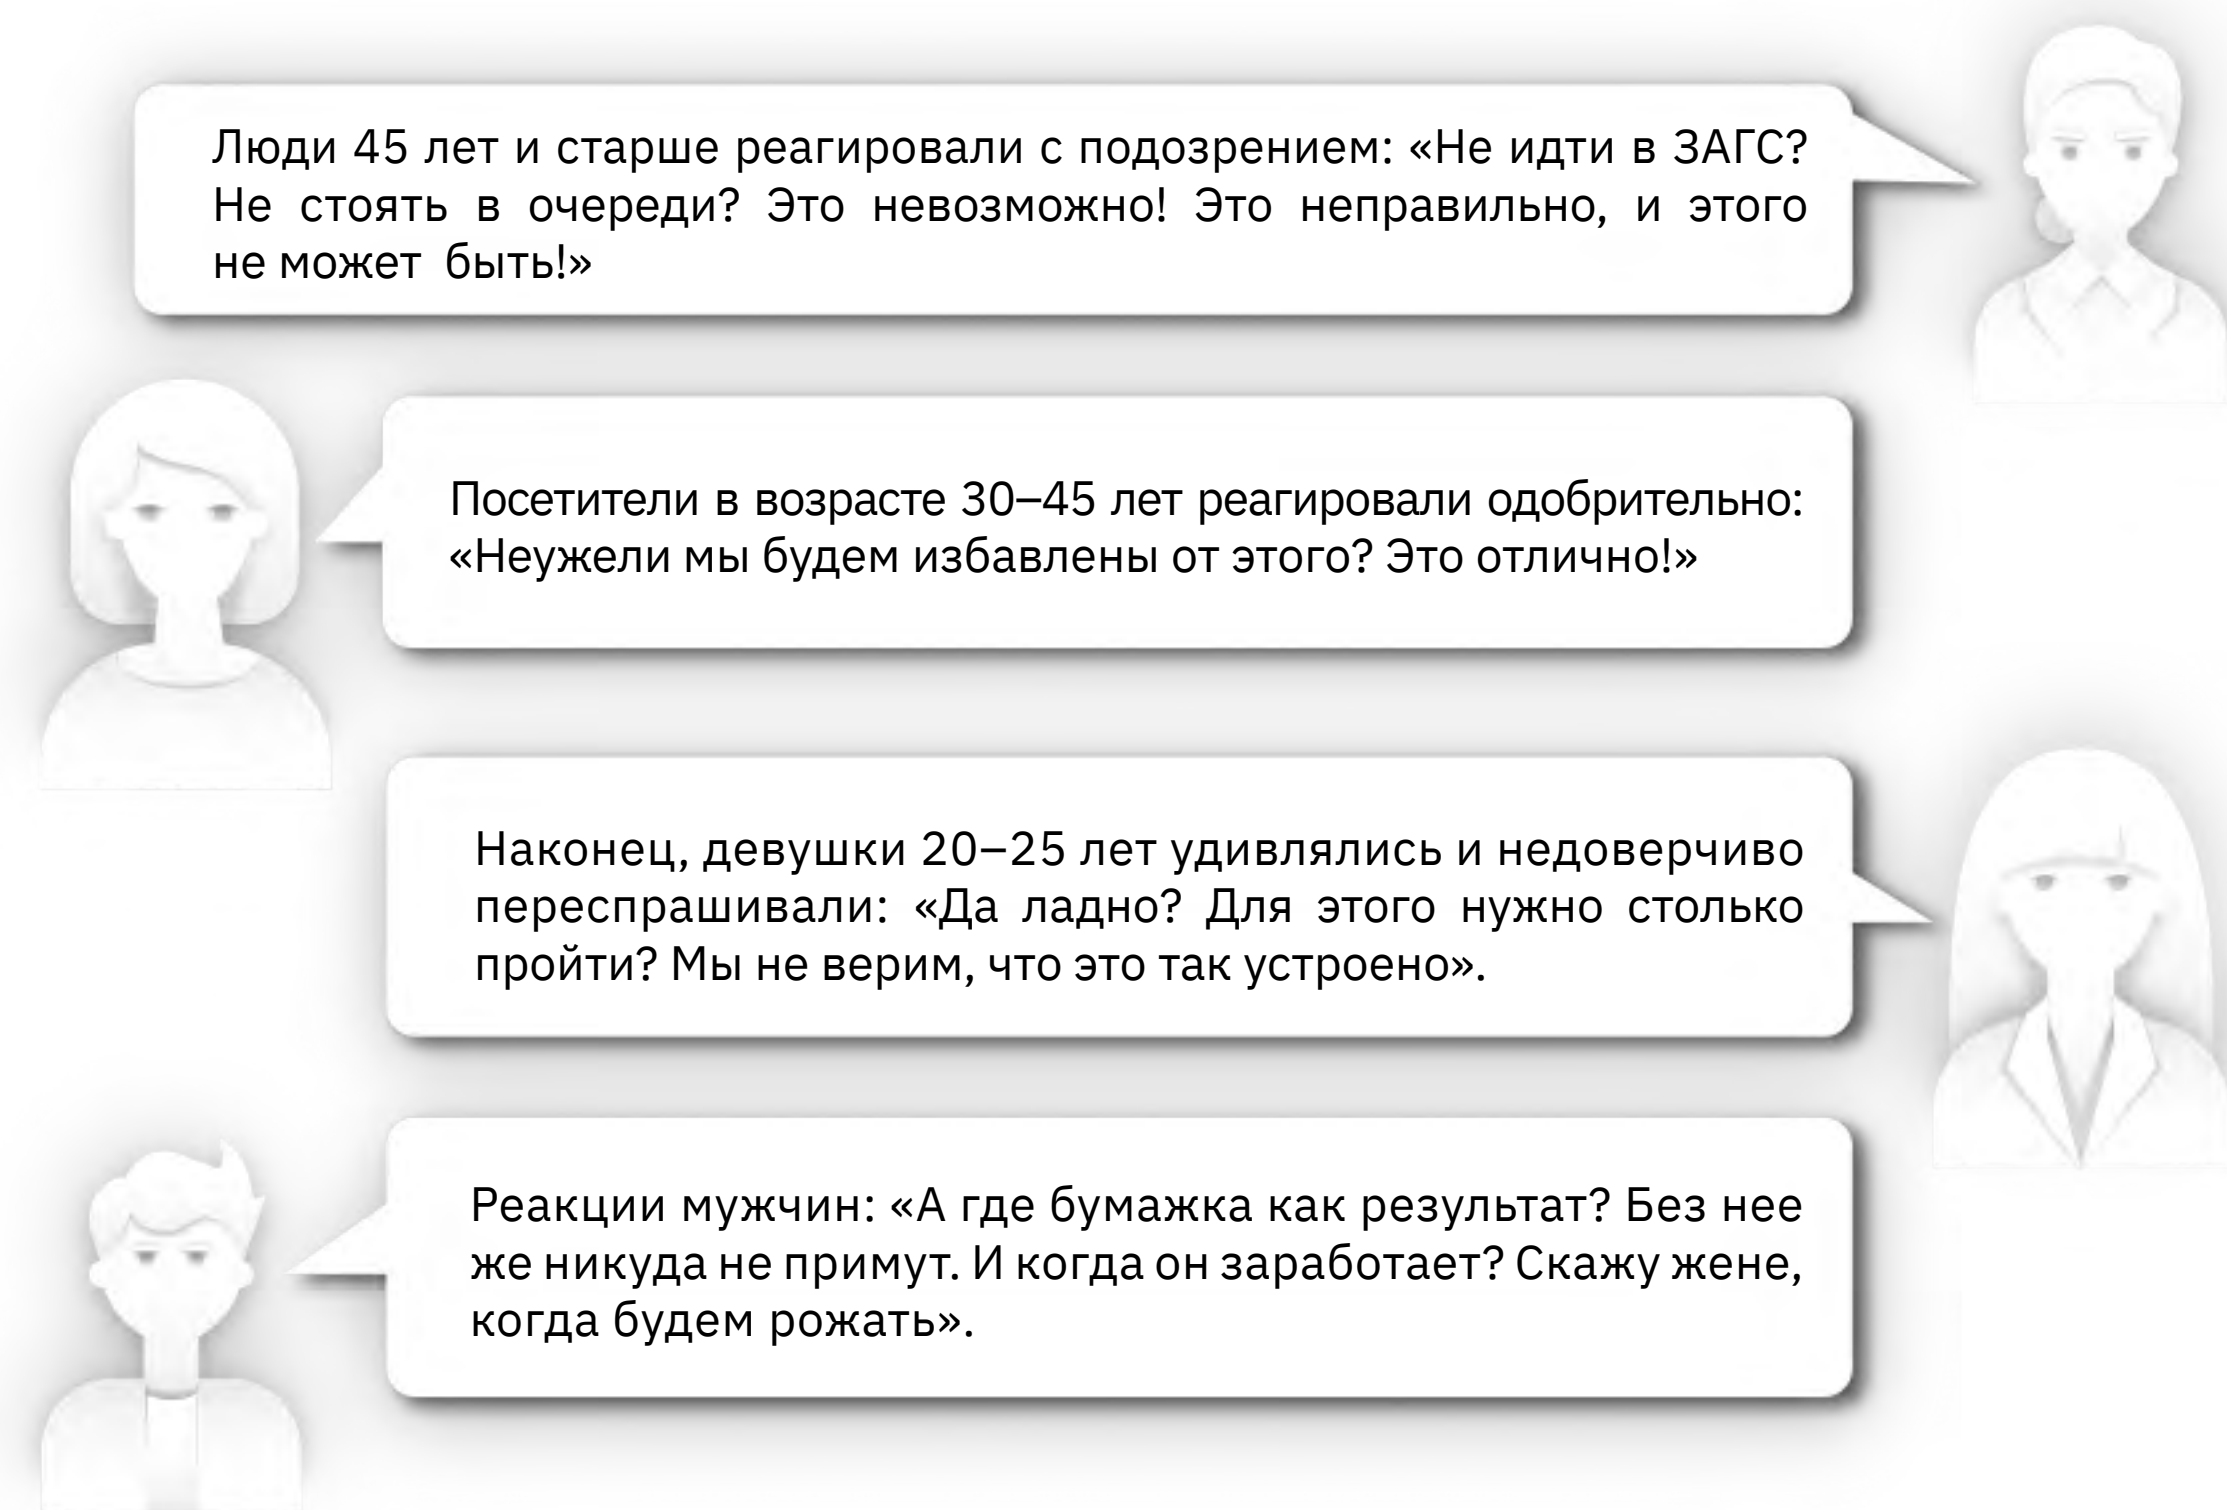 Люди 45 лет и старше реагировали с подозрением: «Не идти в ЗАГС?
Не стоять в очереди? Это невозможно! Это неправильно, и этого
не может быть!»
Посетители в возрасте 30–45 лет реагировали одобрительно:
«Неужели мы будем избавлены от этого? Это отлично!»
Наконец, девушки 20–25 лет удивлялись и недоверчиво
переспрашивали: «Да ладно? Для этого нужно столько
пройти? Мы не верим, что это так устроено».
Реакции мужчин: «А где бумажка как результат? Без нее
же никуда не примут. И когда он заработает? Скажу жене,
когда будем рожать».